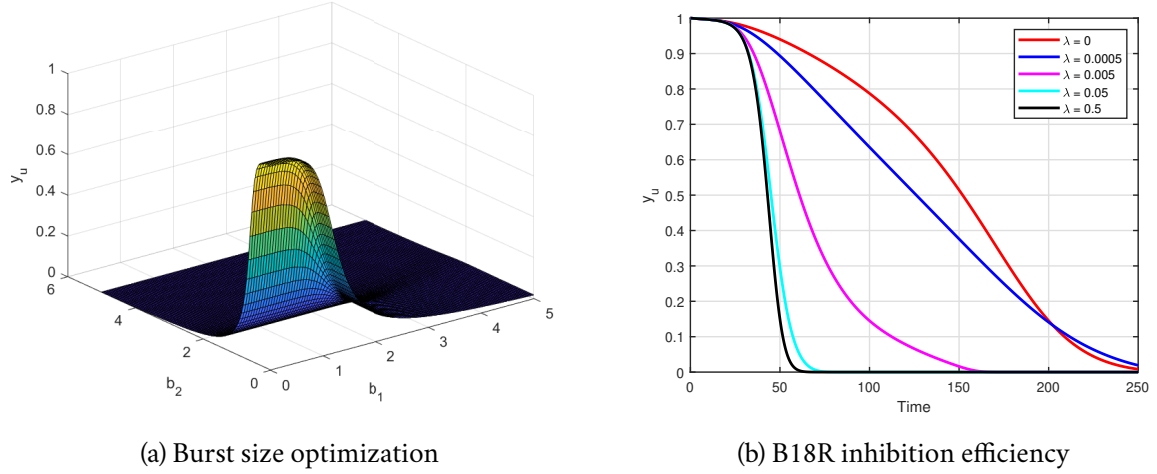 1
0.8
0.6
0.4
0.2
0
y_u
6
4
2
0
b_2
0
1
2
3
4
5
b_1
(a) Burst size optimization
1
0.9
0.8
0.7
0.6
0.5
0.4
0.3
0.2
0.1
0
y_u
λ = 0
λ = 0.0005
λ = 0.005
λ = 0.05
λ = 0.5
0 50 100 150 200 250
Time
(b) B18R inhibition efficiency